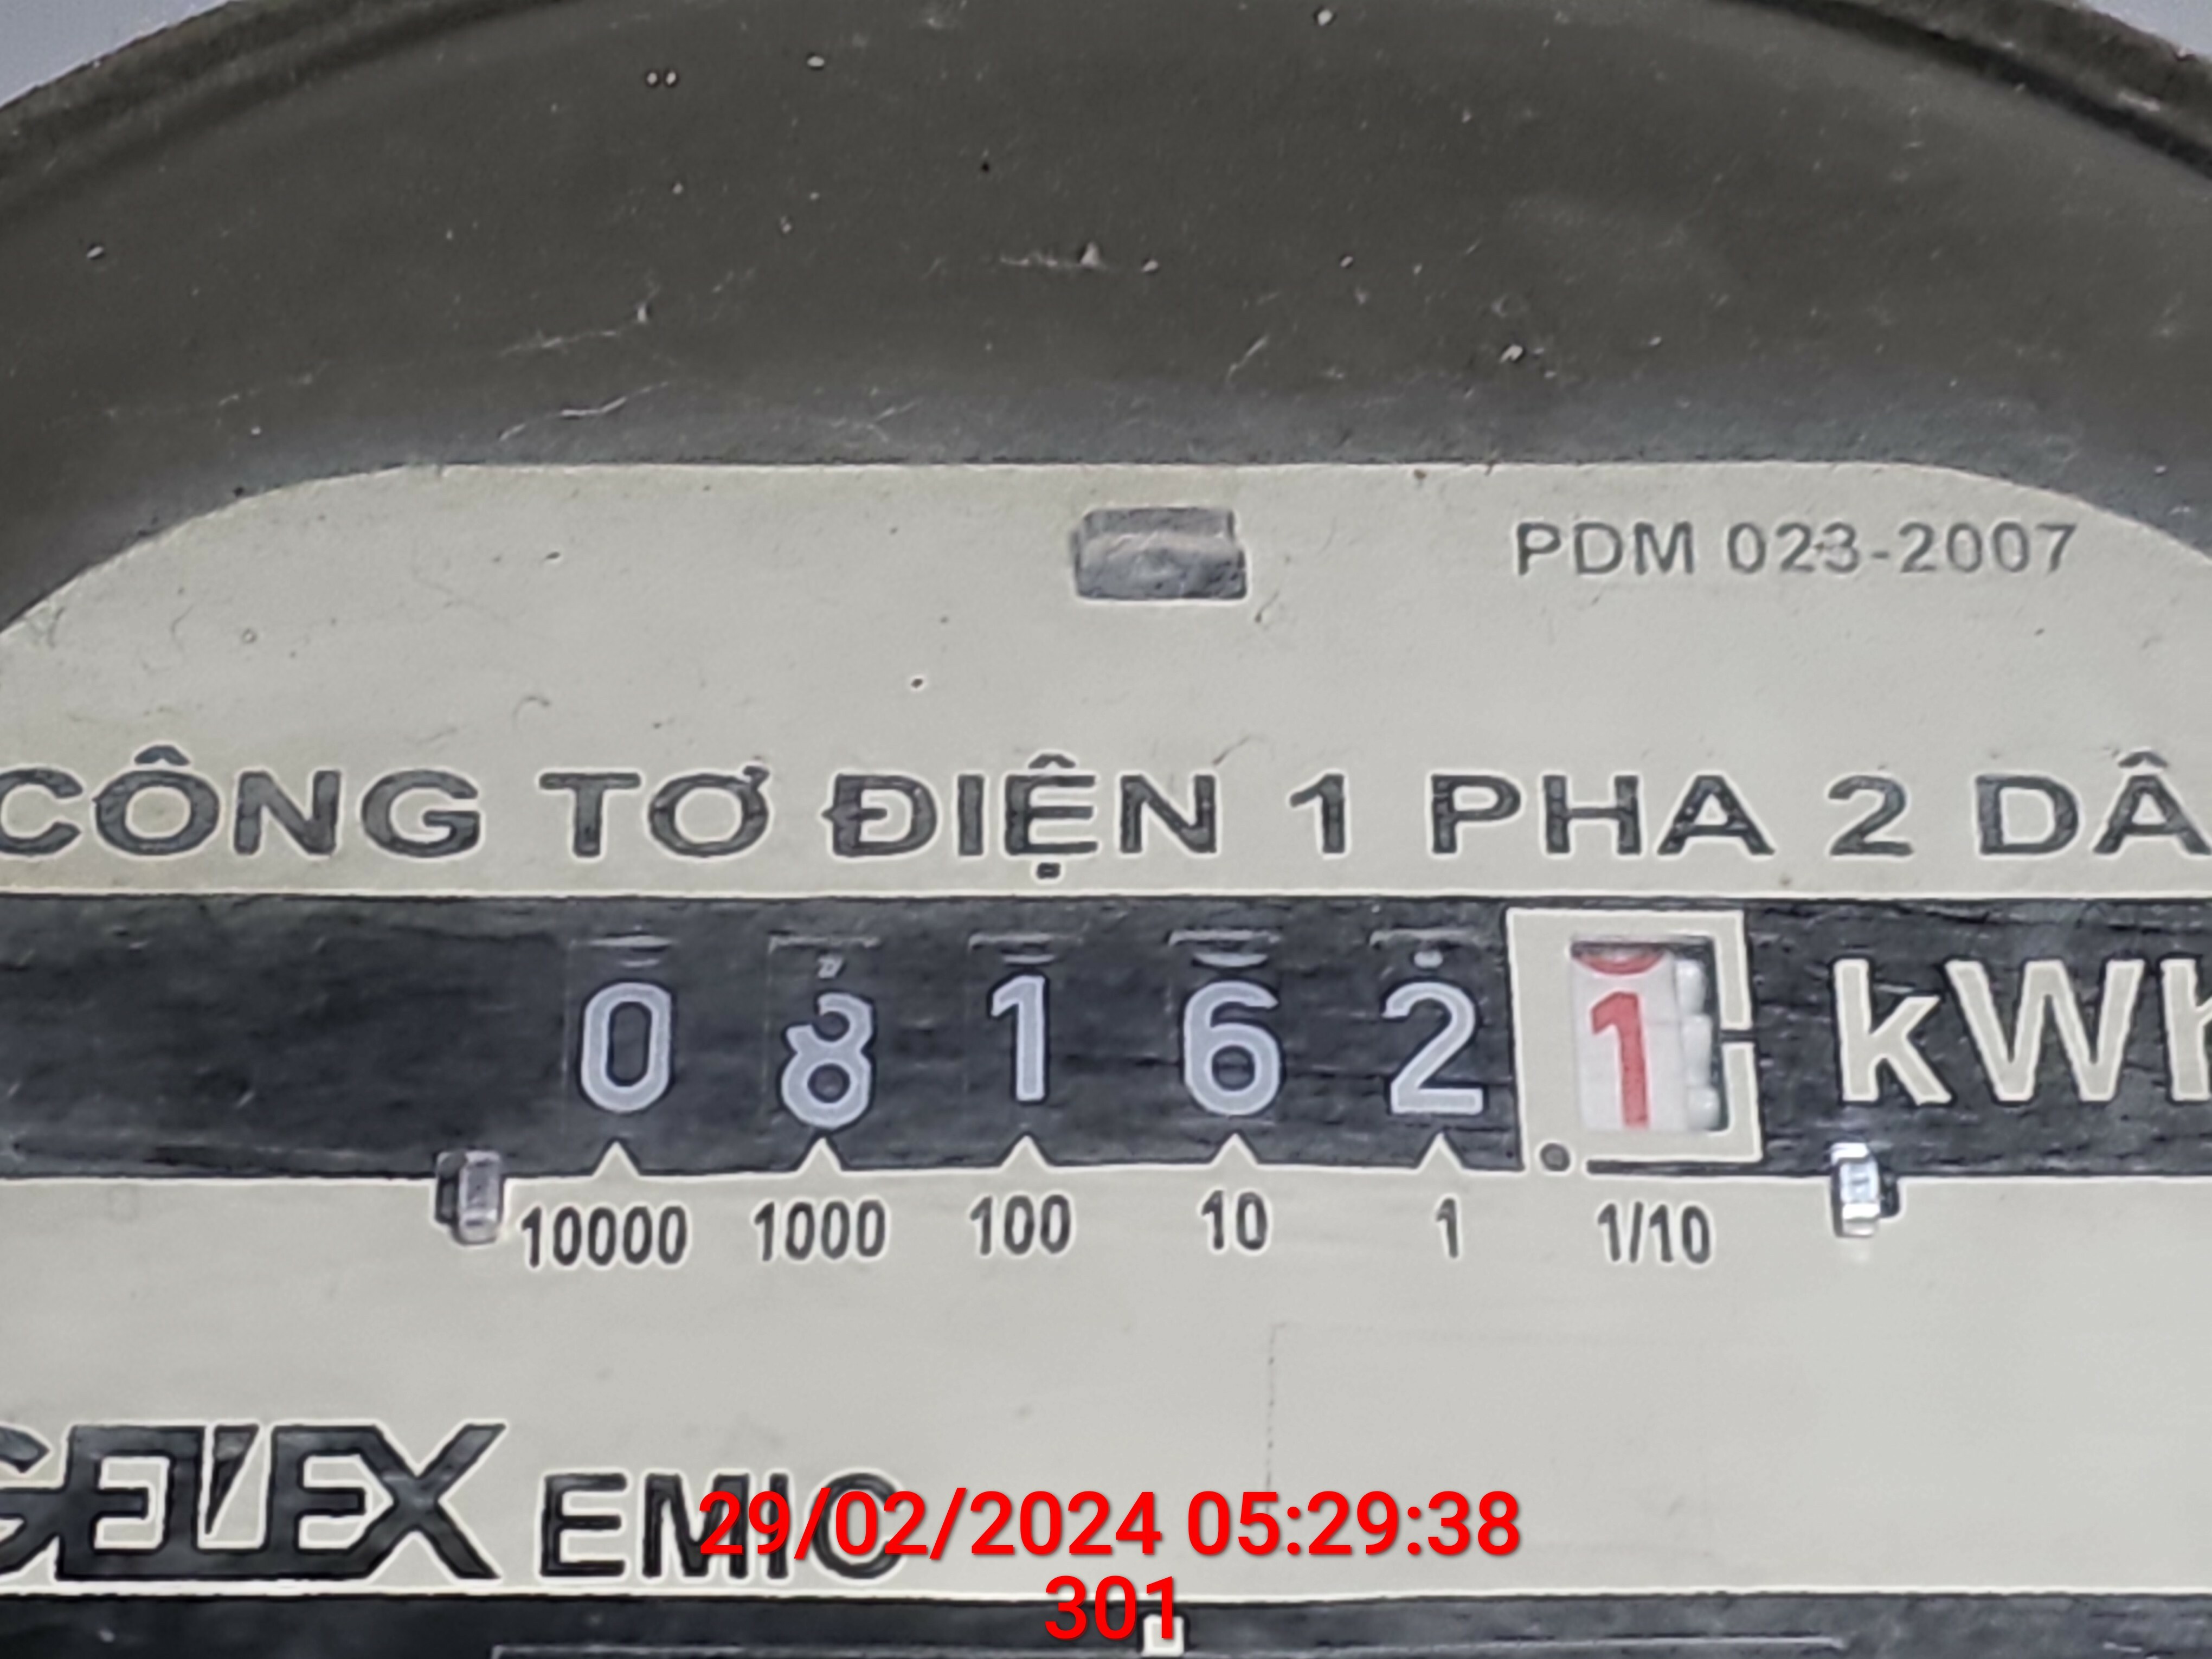 PDM 023-2007
CÔNG TƠ ĐIỆN 1 PHA 2 DÂ
0 8 1 6 2 1 kWh
10000 1000 100 10 1 1/10
GELEX EMIC
29/02/2024 05:29:38
301